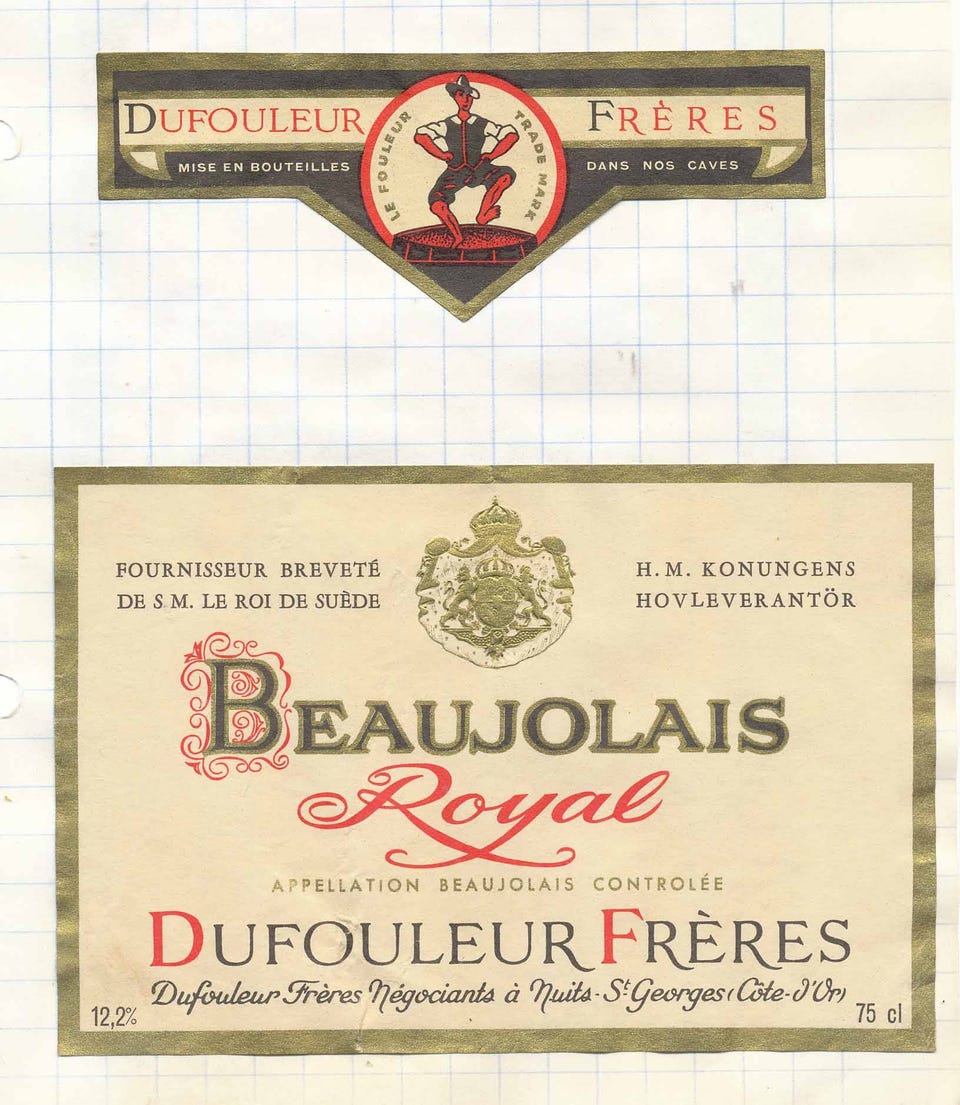 DUFOULEUR FRÈRES
LE FOULEUR TRADE MARK
MISE EN BOUTEILLES DANS NOS CAVES
FOURNISSEUR BREVETÉ
DE S.M. LE ROI DE SUÈDE
H.M. KONUNGENS
HOVLEVERANTÖR
BEAUJOLAIS
Royal
APPELLATION BEAUJOLAIS CONTROLÉE
DUFOULEUR FRÈRES
Dufouleur Frères Négociants à Nuits-St Georges (Côte-d'Or)
12,2% 75 cl